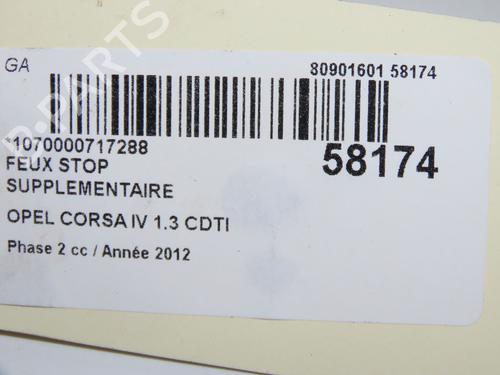 GA
80901601 58174
*1070000717288
58174
FEUX STOP
SUPPLEMENTAIRE
OPEL CORSA IV 1.3 CDTI
Phase 2 cc / Année 2012
B-PARTS